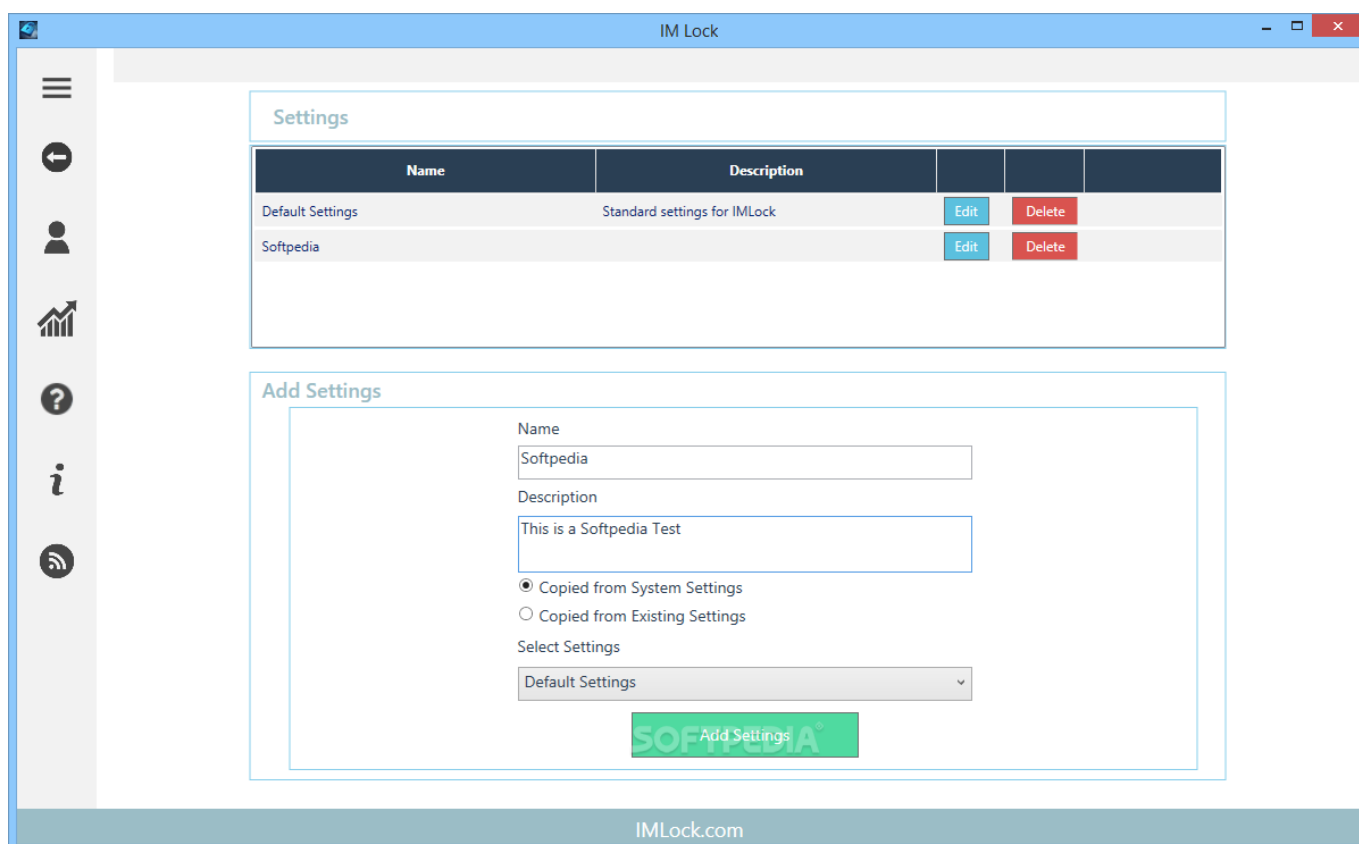 IM Lock
Settings
Name Description
Default Settings Standard settings for IMLock Edit Delete
Softpedia Edit Delete
Add Settings
Name
Softpedia
Description
This is a Softpedia Test
Copied from System Settings
Copied from Existing Settings
Select Settings
Default Settings
SOFTPEDIA®
Add Settings
IMLock.com